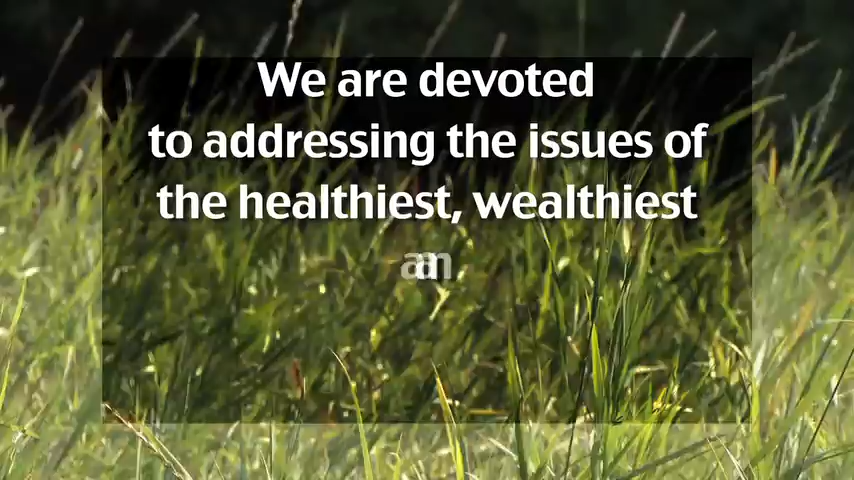 We are devoted
to addressing the issues of
the healthiest, wealthiest